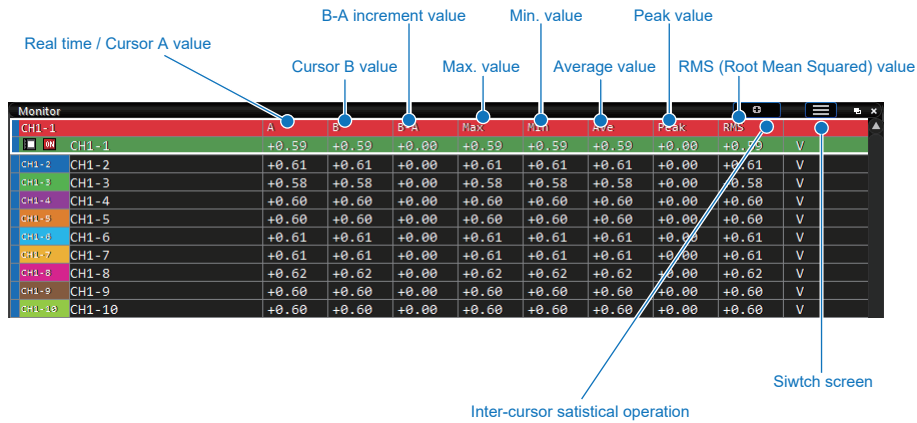 B-A increment value
Min. value
Peak value
Real time / Cursor A value
Cursor B value
Max. value
Average value
RMS (Root Mean Squared) value
Monitor
CH1-1 A B B-A Max Min Ave Peak RMS
ON CH1-1 +0.59 +0.59 +0.00 +0.59 +0.59 +0.59 +0.00 +0.59 V
CH1-2 CH1-2 +0.61 +0.61 +0.00 +0.61 +0.61 +0.61 +0.00 +0.61 V
CH1-3 CH1-3 +0.58 +0.58 +0.00 +0.58 +0.58 +0.58 +0.00 +0.58 V
CH1-4 CH1-4 +0.60 +0.60 +0.00 +0.60 +0.60 +0.60 +0.00 +0.60 V
CH1-5 CH1-5 +0.60 +0.60 +0.00 +0.60 +0.60 +0.60 +0.00 +0.60 V
CH1-6 CH1-6 +0.61 +0.61 +0.00 +0.61 +0.61 +0.61 +0.00 +0.61 V
CH1-7 CH1-7 +0.61 +0.61 +0.00 +0.61 +0.61 +0.61 +0.00 +0.61 V
CH1-8 CH1-8 +0.62 +0.62 +0.00 +0.62 +0.62 +0.62 +0.00 +0.62 V
CH1-9 CH1-9 +0.60 +0.60 +0.00 +0.60 +0.60 +0.60 +0.00 +0.60 V
CH1-10 CH1-10 +0.60 +0.60 +0.00 +0.60 +0.60 +0.60 +0.00 +0.60 V
Siwtch screen
Inter-cursor satistical operation